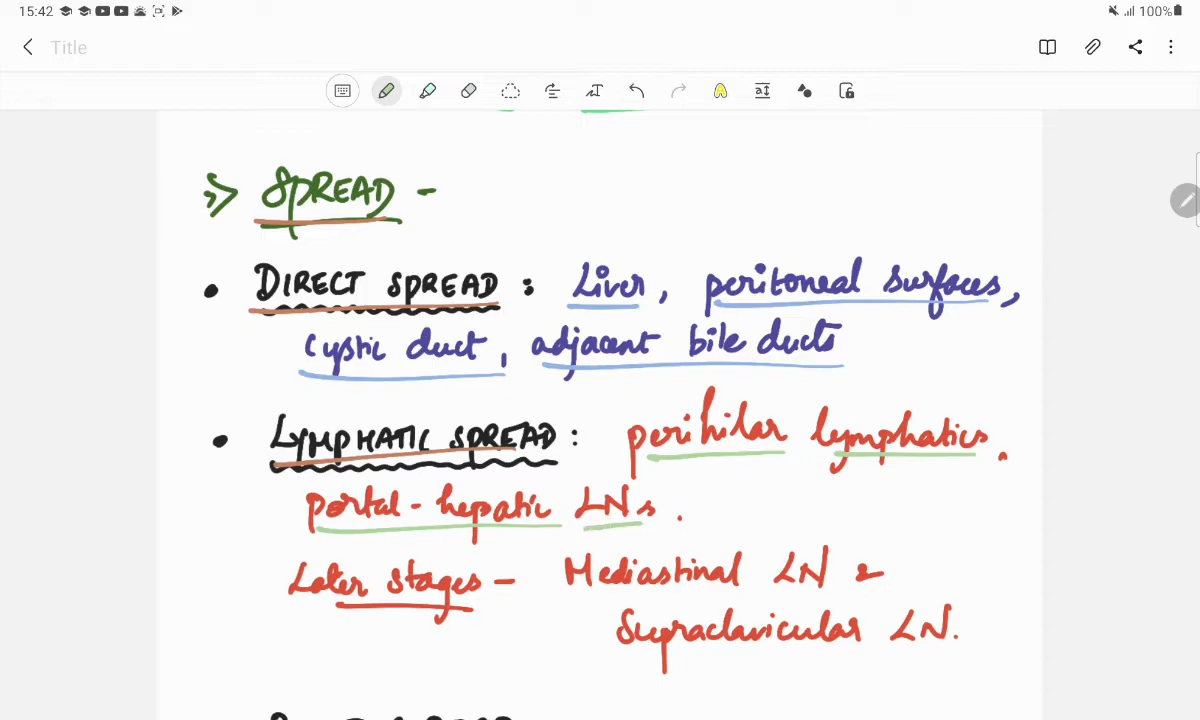 15:42
100%
Title
⇒ SPREAD -
• DIRECT SPREAD : Liver, peritoneal surfaces,
cystic duct, adjacent bile ducts
• LYMPHATIC SPREAD : perihilar lymphatics.
portal-hepatic LNs.
Later stages - Mediastinal LN &
Supraclavicular LN.